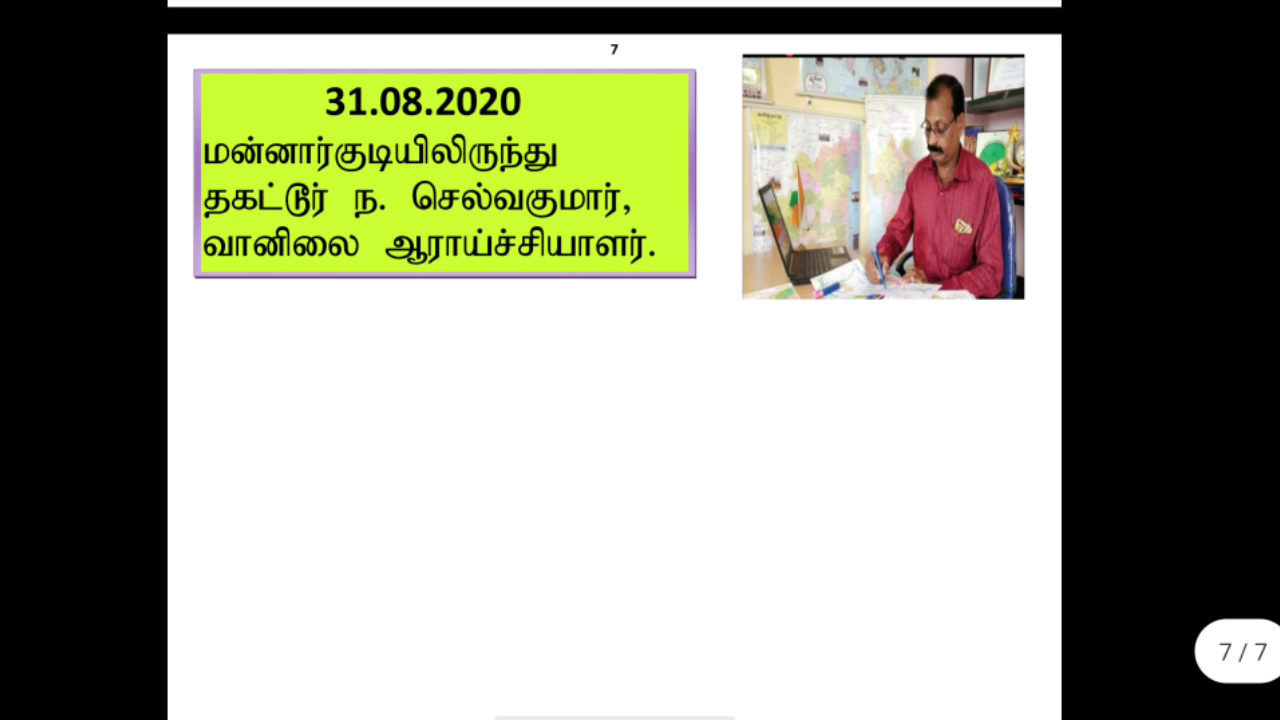 7
31.08.2020
மன்னார்குடியிலிருந்து
தகட்டூர் ந. செல்வகுமார்,
வானிலை ஆராய்ச்சியாளர்.
7 / 7